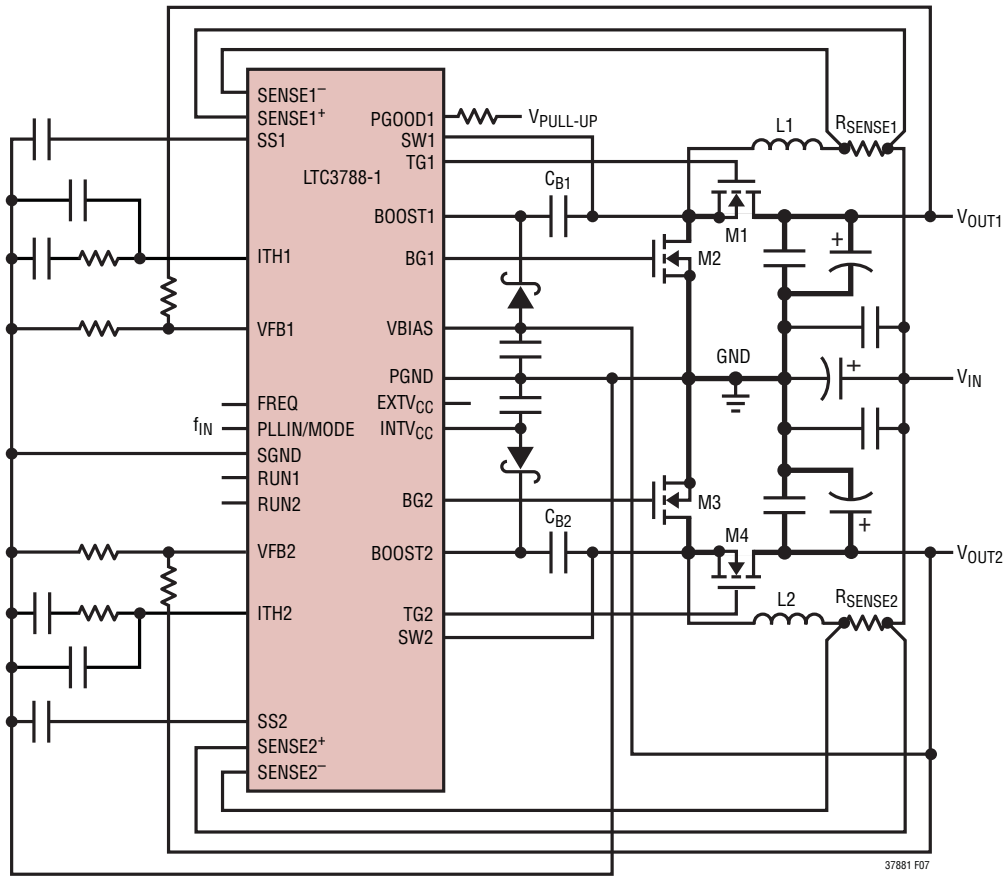 SENSE1⁻
SENSE1⁺
SS1
LTC3788-1
ITH1
VFB1
FREQ
fIN
PLLIN/MODE
SGND
RUN1
RUN2
VFB2
ITH2
SS2
SENSE2⁺
SENSE2⁻
PGOOD1
VPULL-UP
SW1
TG1
BOOST1
BG1
VBIAS
PGND
EXTVCC
INTVCC
BG2
BOOST2
TG2
SW2
CB1
CB2
L1
RSENSE1
M1
+
VOUT1
M2
GND
+
VIN
M3
M4
+
VOUT2
L2
RSENSE2
37881 F07